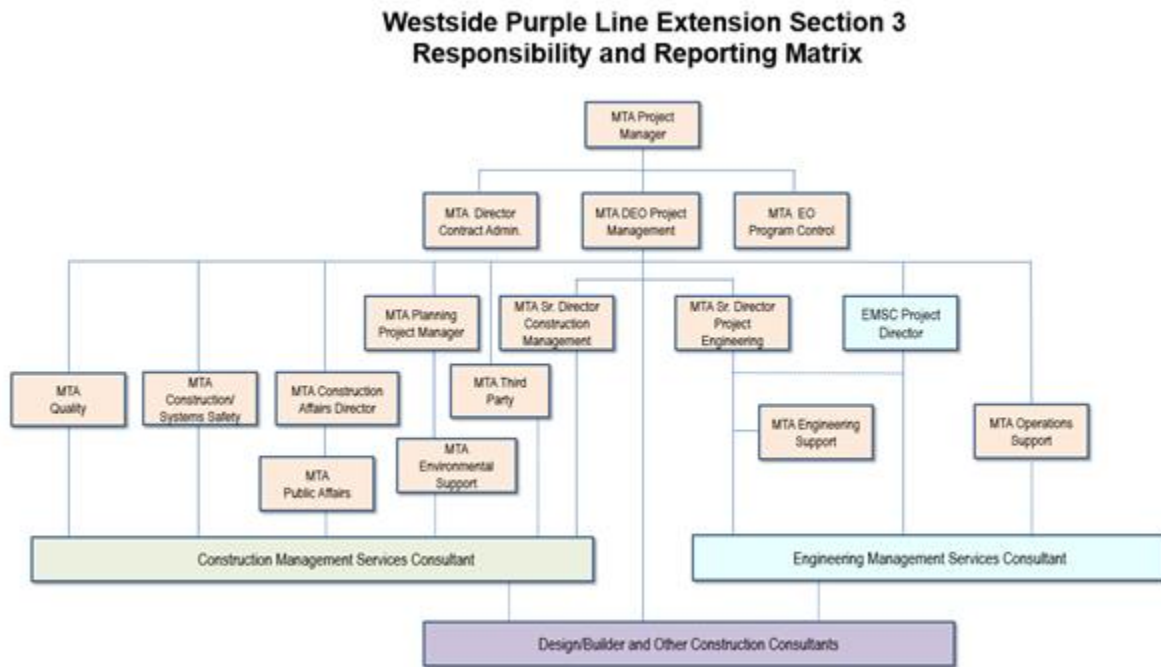 Westside Purple Line Extension Section 3
Responsibility and Reporting Matrix
MTA Project
Manager
MTA Director
Contract Admin.
MTA DEO Project
Management
MTA EO
Program Control
MTA Planning
Project Manager
MTA Sr. Director
Construction
Management
MTA Sr. Director
Project
Engineering
EMSC Project
Director
MTA
Quality
MTA
Construction/
Systems Safety
MTA Construction
Affairs Director
MTA Third
Party
MTA Engineering
Support
MTA Operations
Support
MTA
Public Affairs
MTA
Environmental
Support
Construction Management Services Consultant
Engineering Management Services Consultant
Design/Builder and Other Construction Consultants